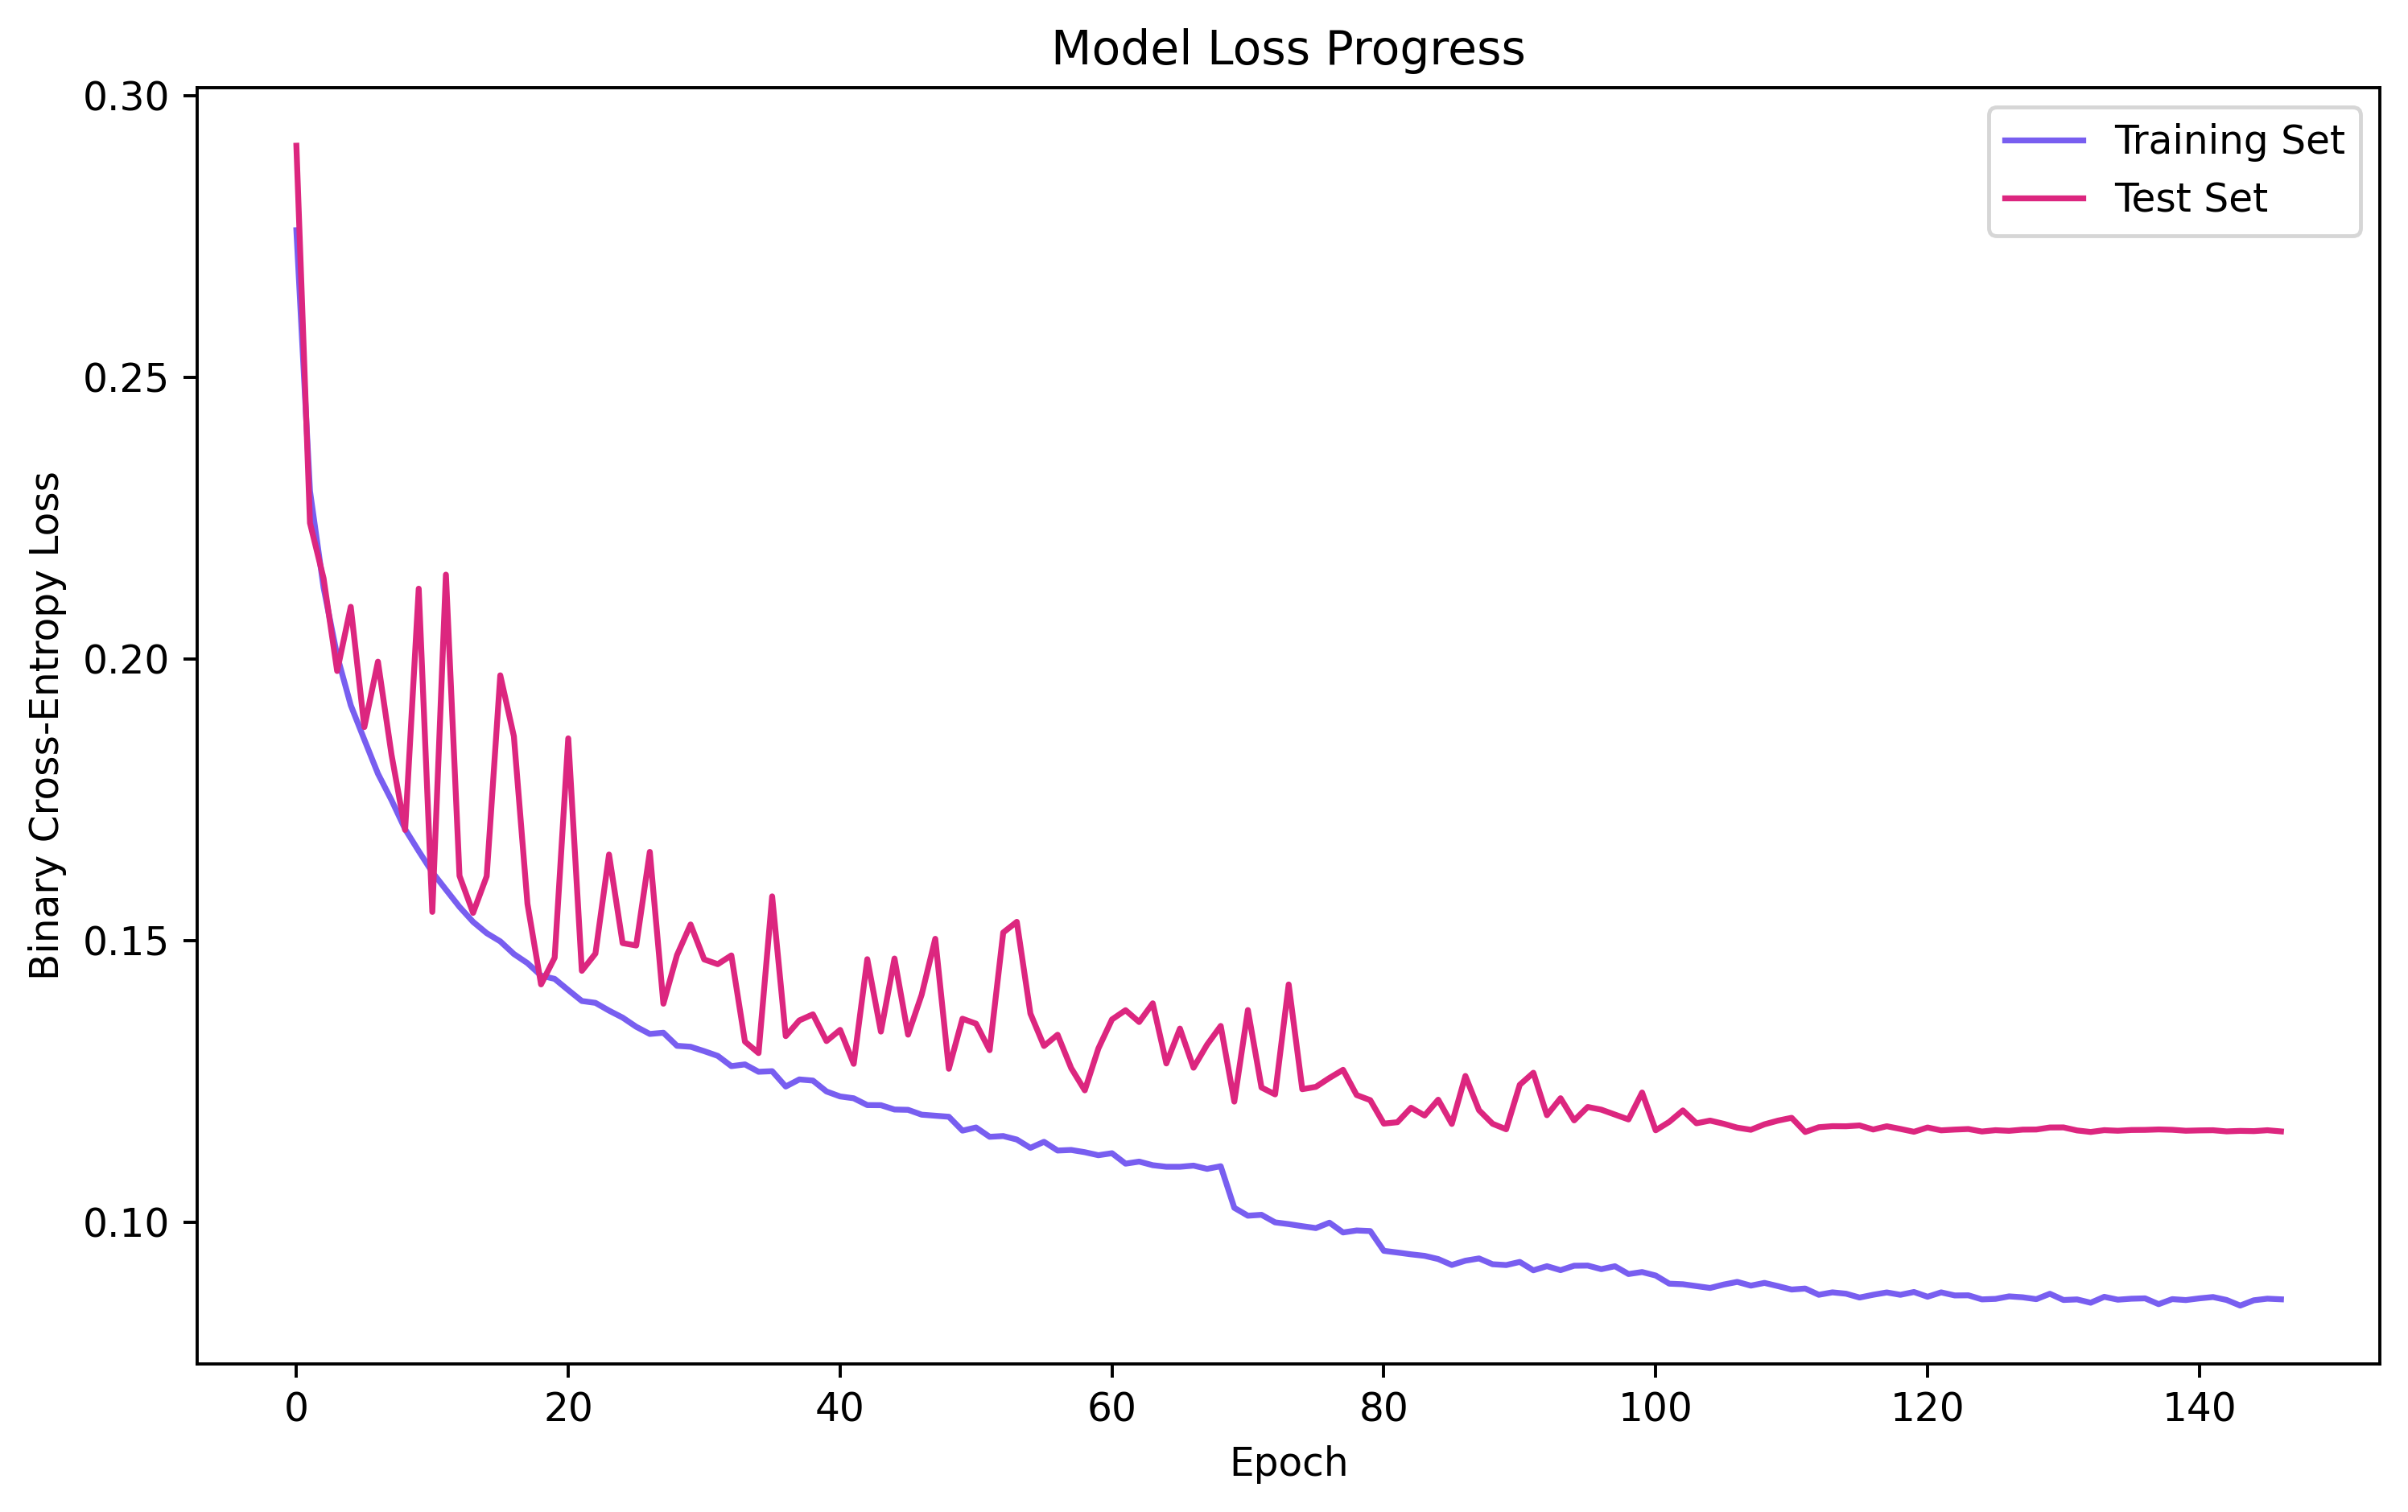 Model Loss Progress
Training Set
Test Set
Binary Cross-Entropy Loss
0.30
0.25
0.20
0.15
0.10
0 20 40 60 80 100 120 140
Epoch